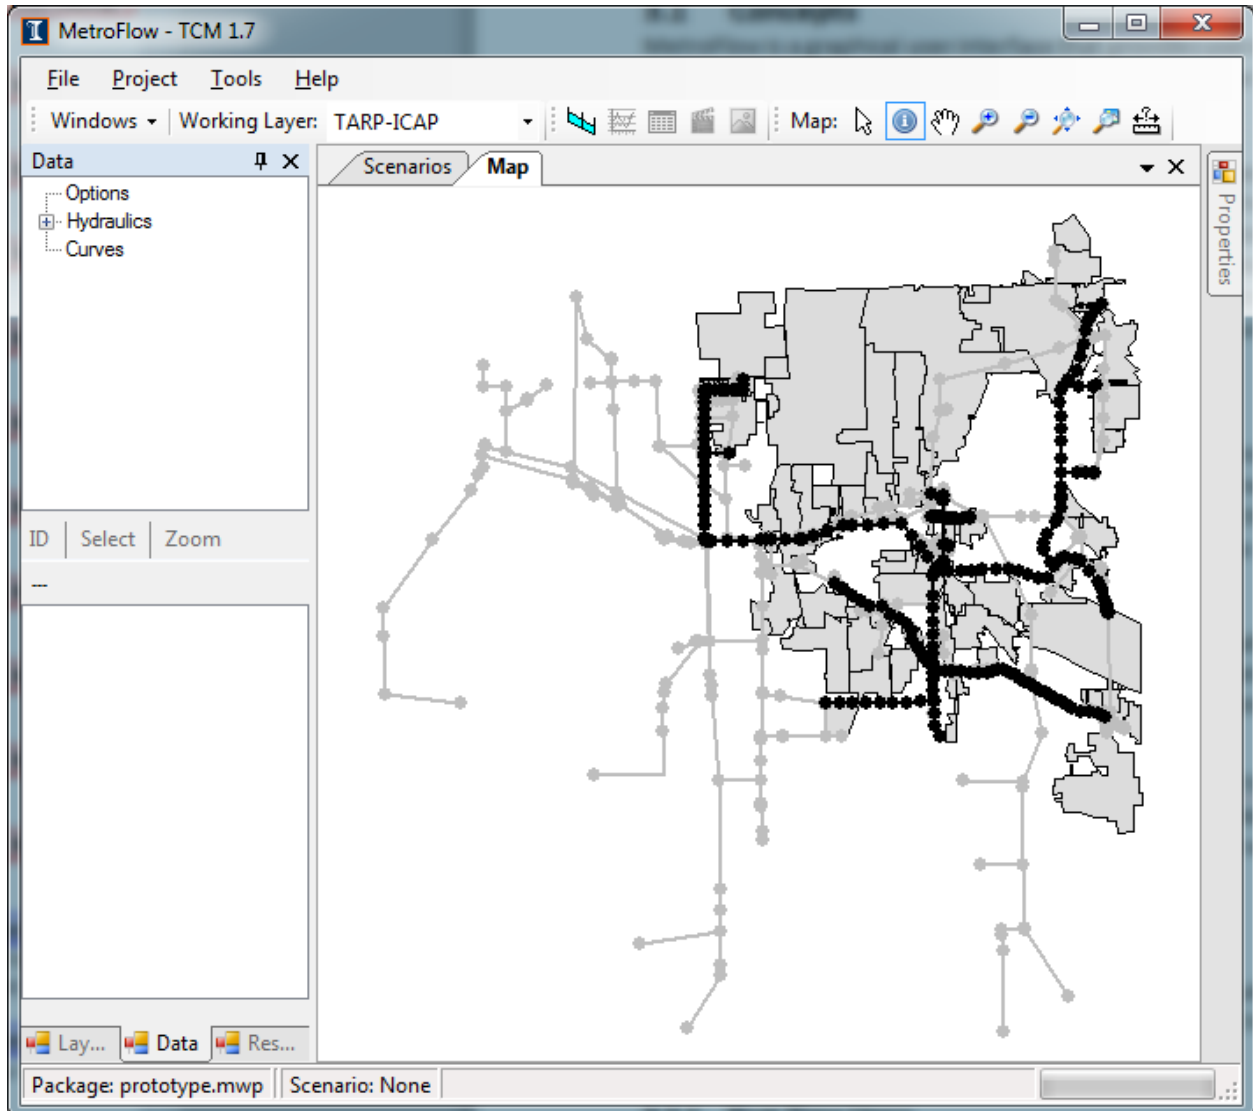 MetroFlow - TCM 1.7
File Project Tools Help
Windows Working Layer: TARP-ICAP Map:
Data
Scenarios Map
Options
Hydraulics
Curves
Properties
ID Select Zoom
---
Lay... Data Res...
Package: prototype.mwp Scenario: None